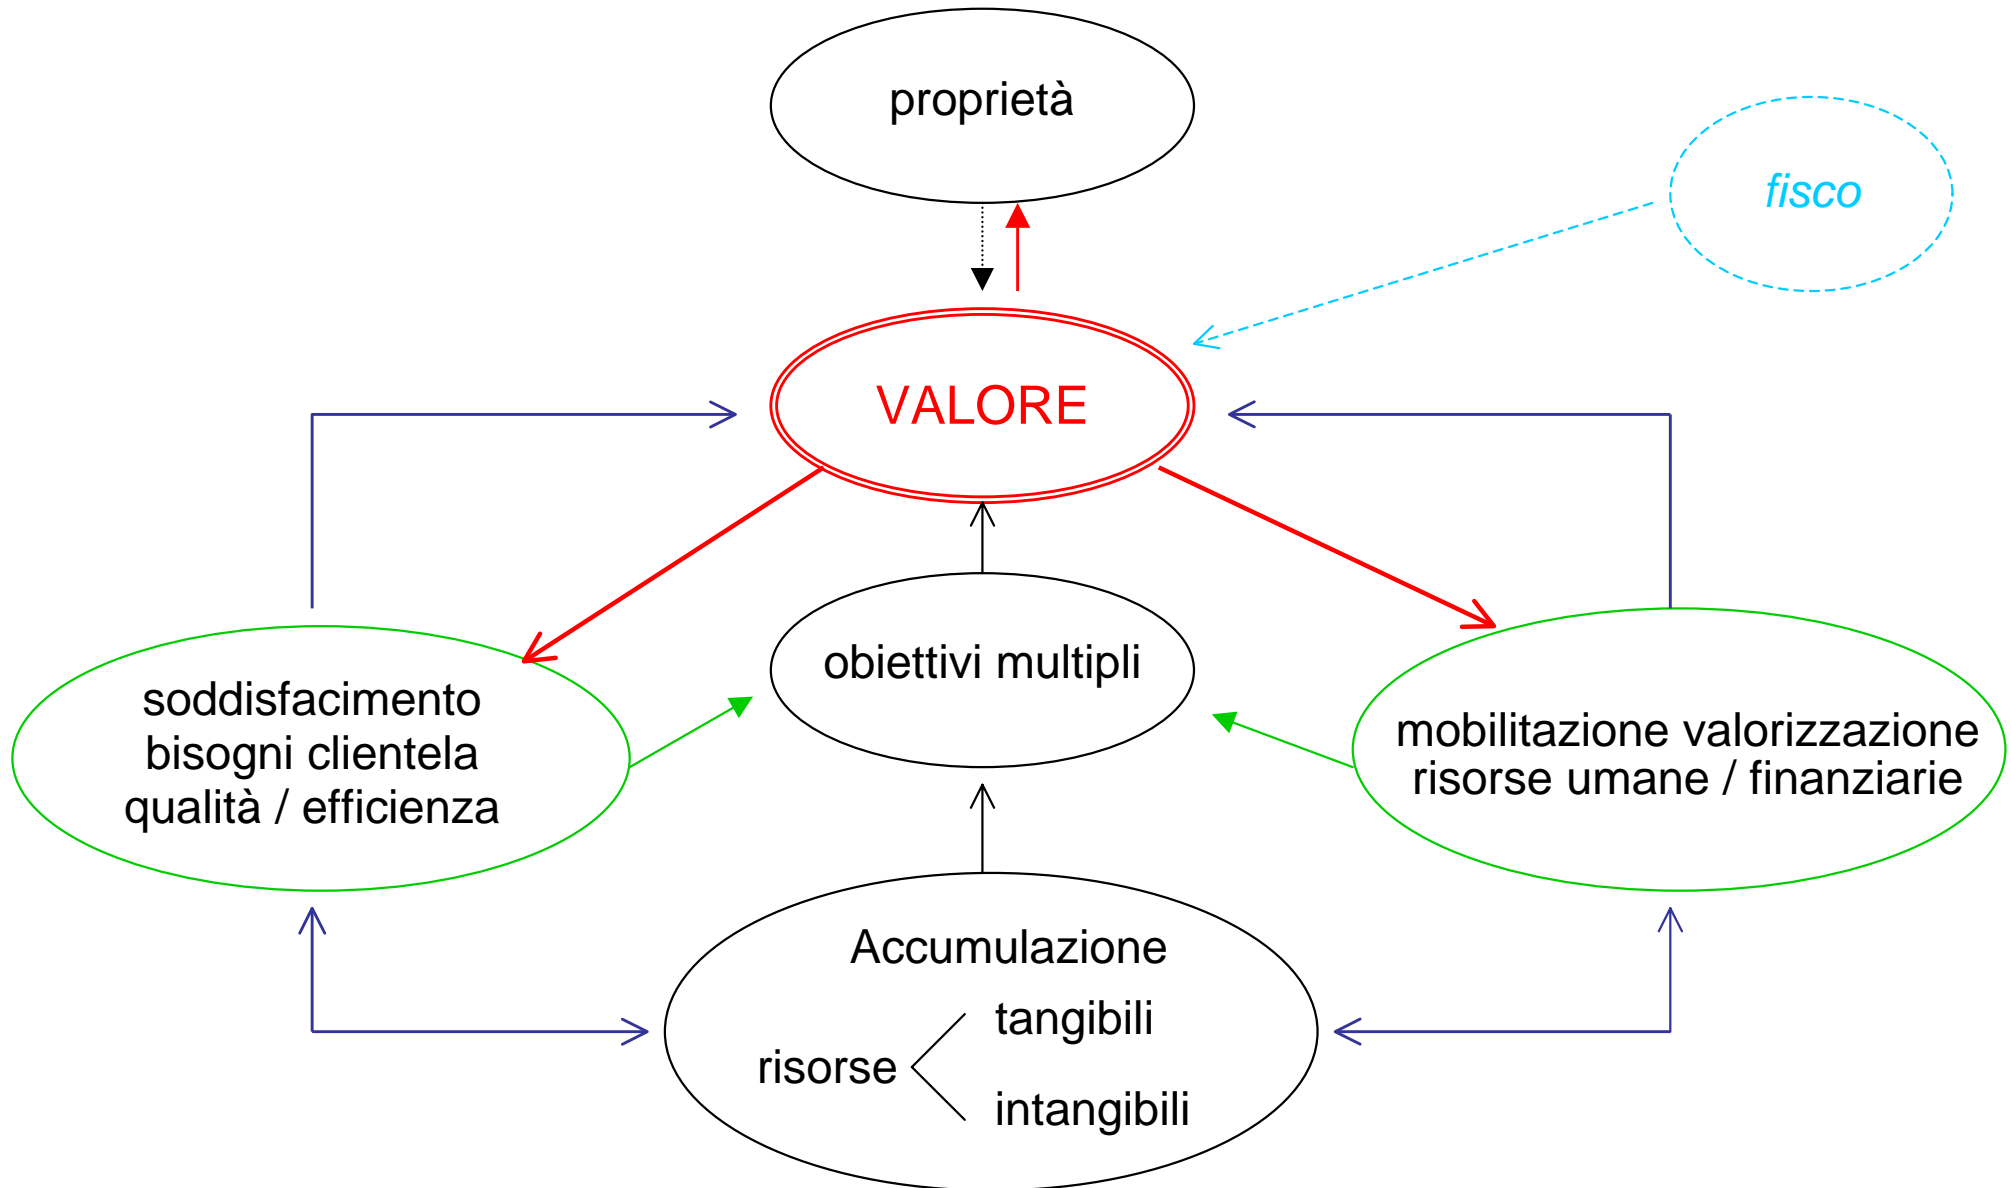 proprietà
fisco
VALORE
obiettivi multipli
soddisfacimento
bisogni clientela
qualità / efficienza
mobilitazione valorizzazione
risorse umane / finanziarie
Accumulazione
tangibili
risorse
intangibili